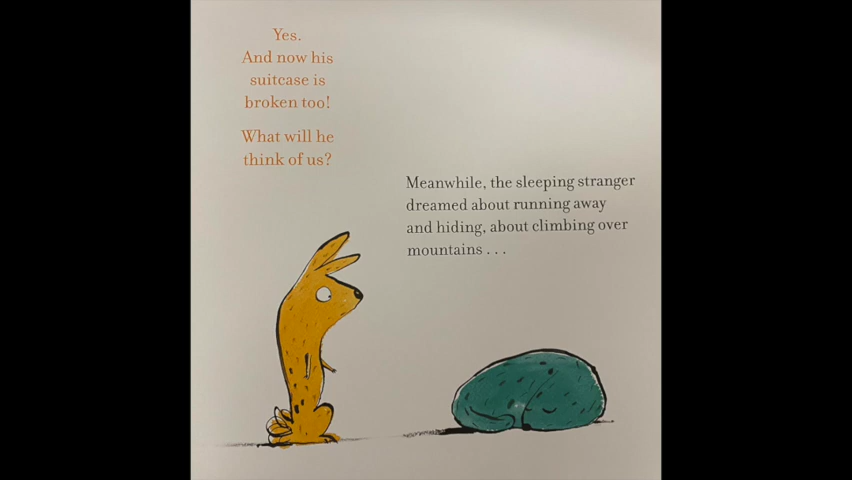 Yes.
And now his
suitcase is
broken too!
What will he
think of us?
Meanwhile, the sleeping stranger
dreamed about running away
and hiding, about climbing over
mountains . . .